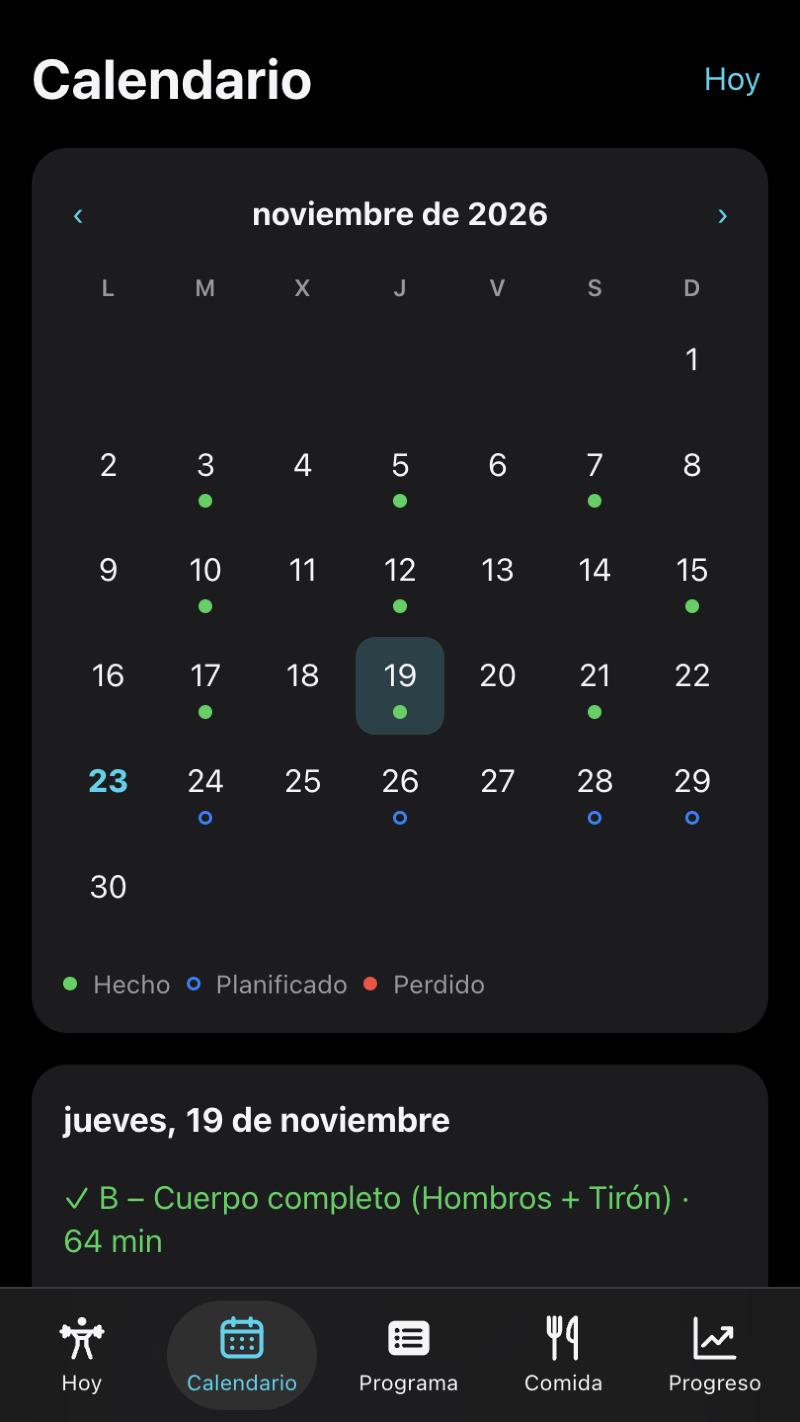 Calendario
Hoy
‹ noviembre de 2026 ›
L M X J V S D
1
2 3 4 5 6 7 8
9 10 11 12 13 14 15
16 17 18 19 20 21 22
23 24 25 26 27 28 29
30
Hecho Planificado Perdido
jueves, 19 de noviembre
✓ B – Cuerpo completo (Hombros + Tirón) ·
64 min
Hoy Calendario Programa Comida Progreso